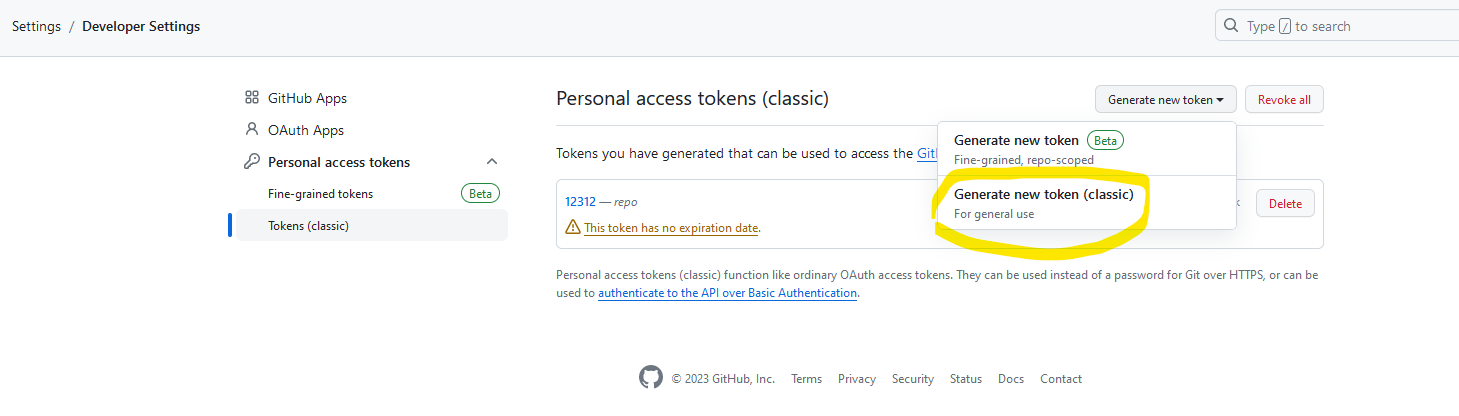 Settings / Developer Settings
Type / to search
GitHub Apps
OAuth Apps
Personal access tokens
Fine-grained tokens Beta
Tokens (classic)
Personal access tokens (classic)
Generate new token
Revoke all
Generate new token Beta
Fine-grained, repo-scoped
Generate new token (classic)
For general use
Tokens you have generated that can be used to access the
12312 — repo
Delete
This token has no expiration date.
Personal access tokens (classic) function like ordinary OAuth access tokens. They can be used instead of a password for Git over HTTPS, or can be
used to authenticate to the API over Basic Authentication.
© 2023 GitHub, Inc. Terms Privacy Security Status Docs Contact